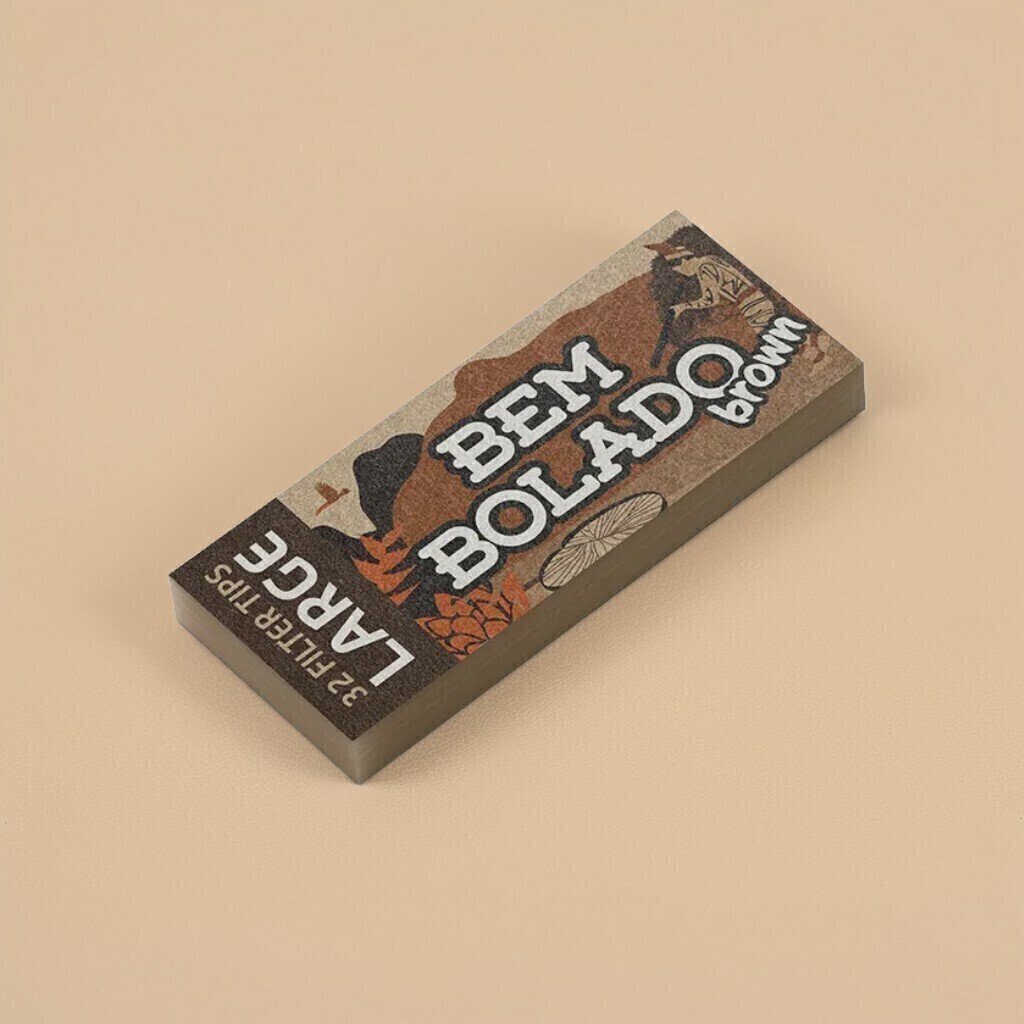 BEM
BOLADO
brown
LARGE
32 FILTER TIPS